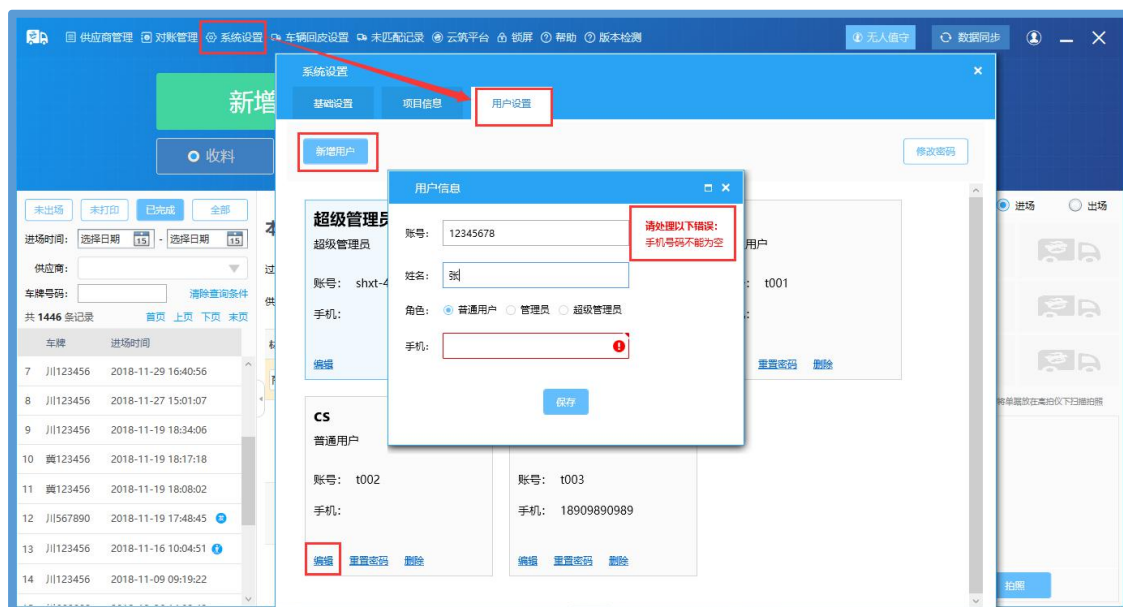 供应商管理 对账管理 系统设置 车辆回皮设置 未匹配记录 云筑平台 锁屏 帮助 版本检测 无人值守 数据同步
系统设置
基础设置 项目信息 用户设置
新增
收料
新增用户 修改密码
用户信息
未出场 未打印 已完成 全部
进场 出场
超级管理员
超级管理员
账号: 12345678
请处理以下错误:
手机号码不能为空
用户
进场时间: 选择日期 15 - 选择日期 15
供应商:
姓名: 张
账号: shxt-4
: t001
车牌号码: 清除查询条件
角色: 普通用户 管理员 超级管理员
手机:
共 1446 条记录 首页 上页 下页 末页
手机:
车牌 进场时间
编辑
重置密码 删除
7 川123456 2018-11-29 16:40:56
8 川123456 2018-11-27 15:01:07
保存
将单据放在高拍仪下扫描拍照
9 川123456 2018-11-19 18:34:06
cs
普通用户
10 冀123456 2018-11-19 18:17:18
11 冀123456 2018-11-19 18:08:02
账号: t002
账号: t003
12 川567890 2018-11-19 17:48:45
手机:
手机: 18909890989
13 川123456 2018-11-16 10:04:51
编辑 重置密码 删除
编辑 重置密码 删除
14 川123456 2018-11-09 09:19:22
拍照